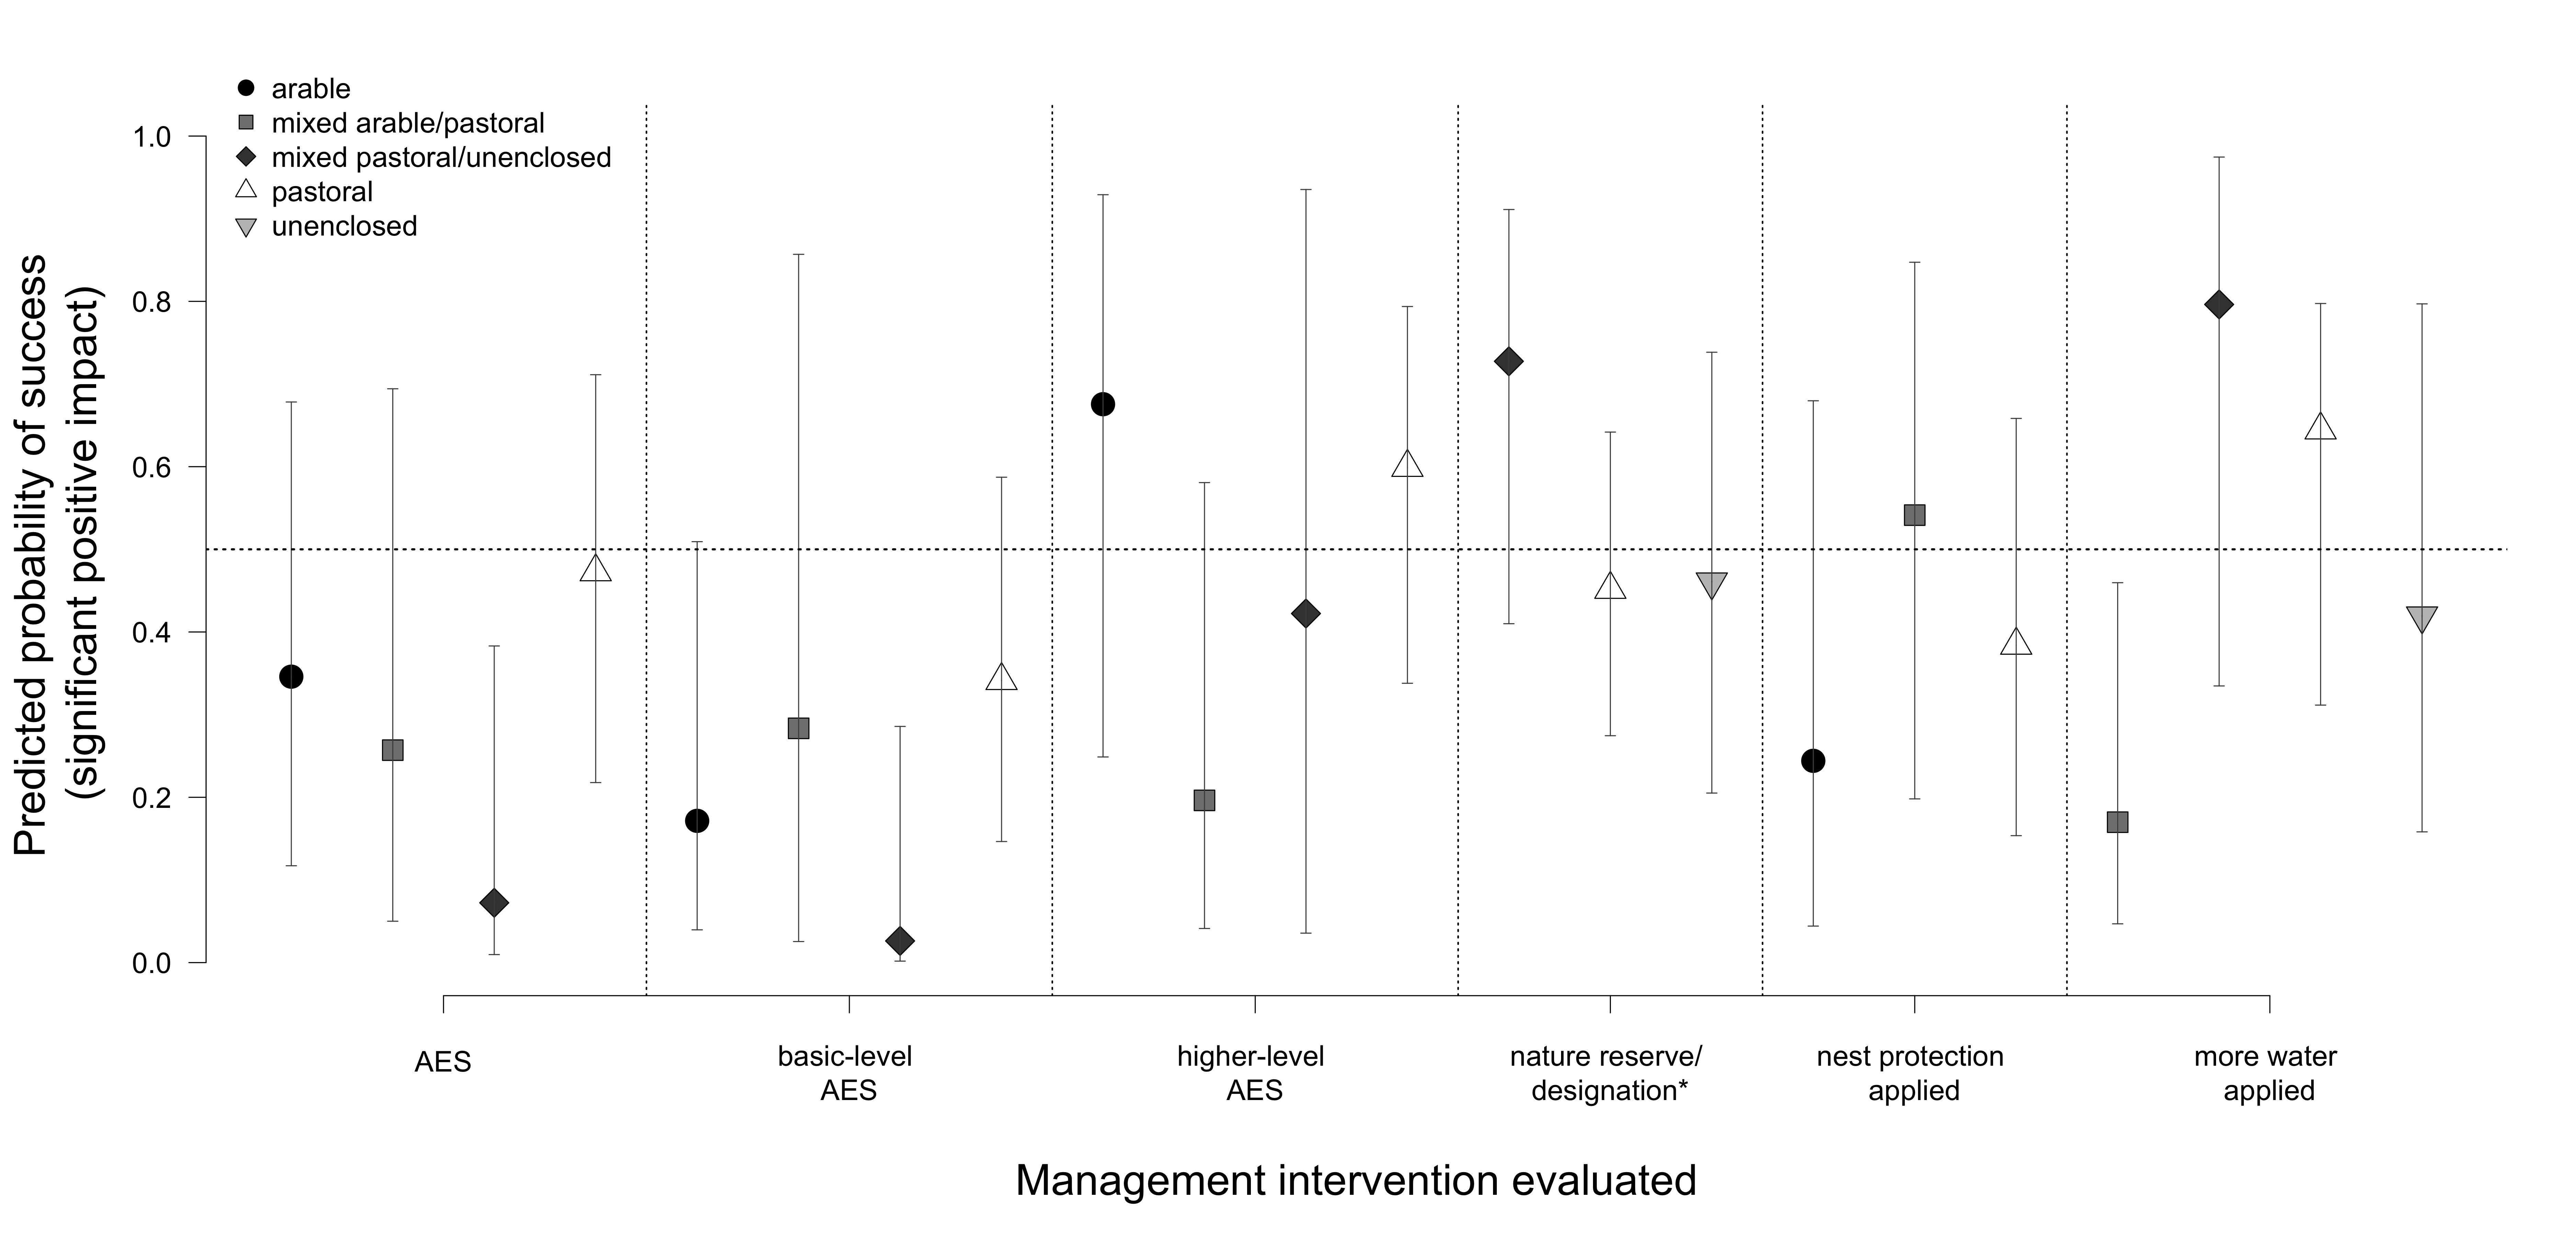 arable
mixed arable/pastoral
mixed pastoral/unenclosed
pastoral
unenclosed
Predicted probability of success
(significant positive impact)
1.0
0.8
0.6
0.4
0.2
0.0
AES
basic-level
AES
higher-level
AES
nature reserve/
designation*
nest protection
applied
more water
applied
Management intervention evaluated